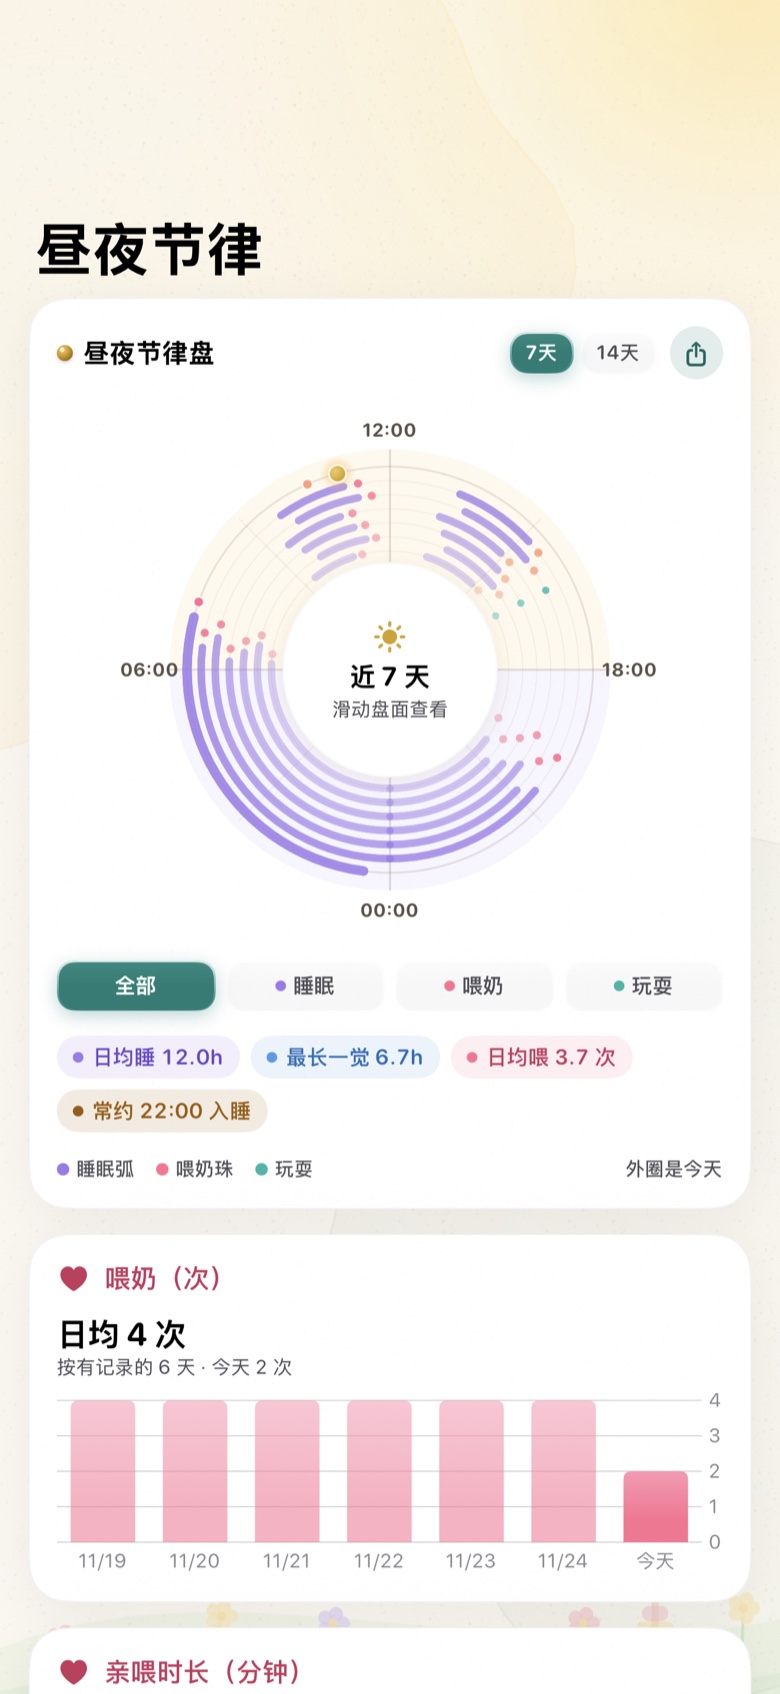 昼夜节律
昼夜节律盘
7天
14天
12:00
06:00
18:00
近 7 天
滑动盘面查看
00:00
全部
睡眠
喂奶
玩耍
日均睡 12.0h
最长一觉 6.7h
日均喂 3.7 次
常约 22:00 入睡
睡眠弧
喂奶珠
玩耍
外圈是今天
喂奶（次）
日均 4 次
按有记录的 6 天 · 今天 2 次
4
3
2
1
0
11/19
11/20
11/21
11/22
11/23
11/24
今天
亲喂时长（分钟）